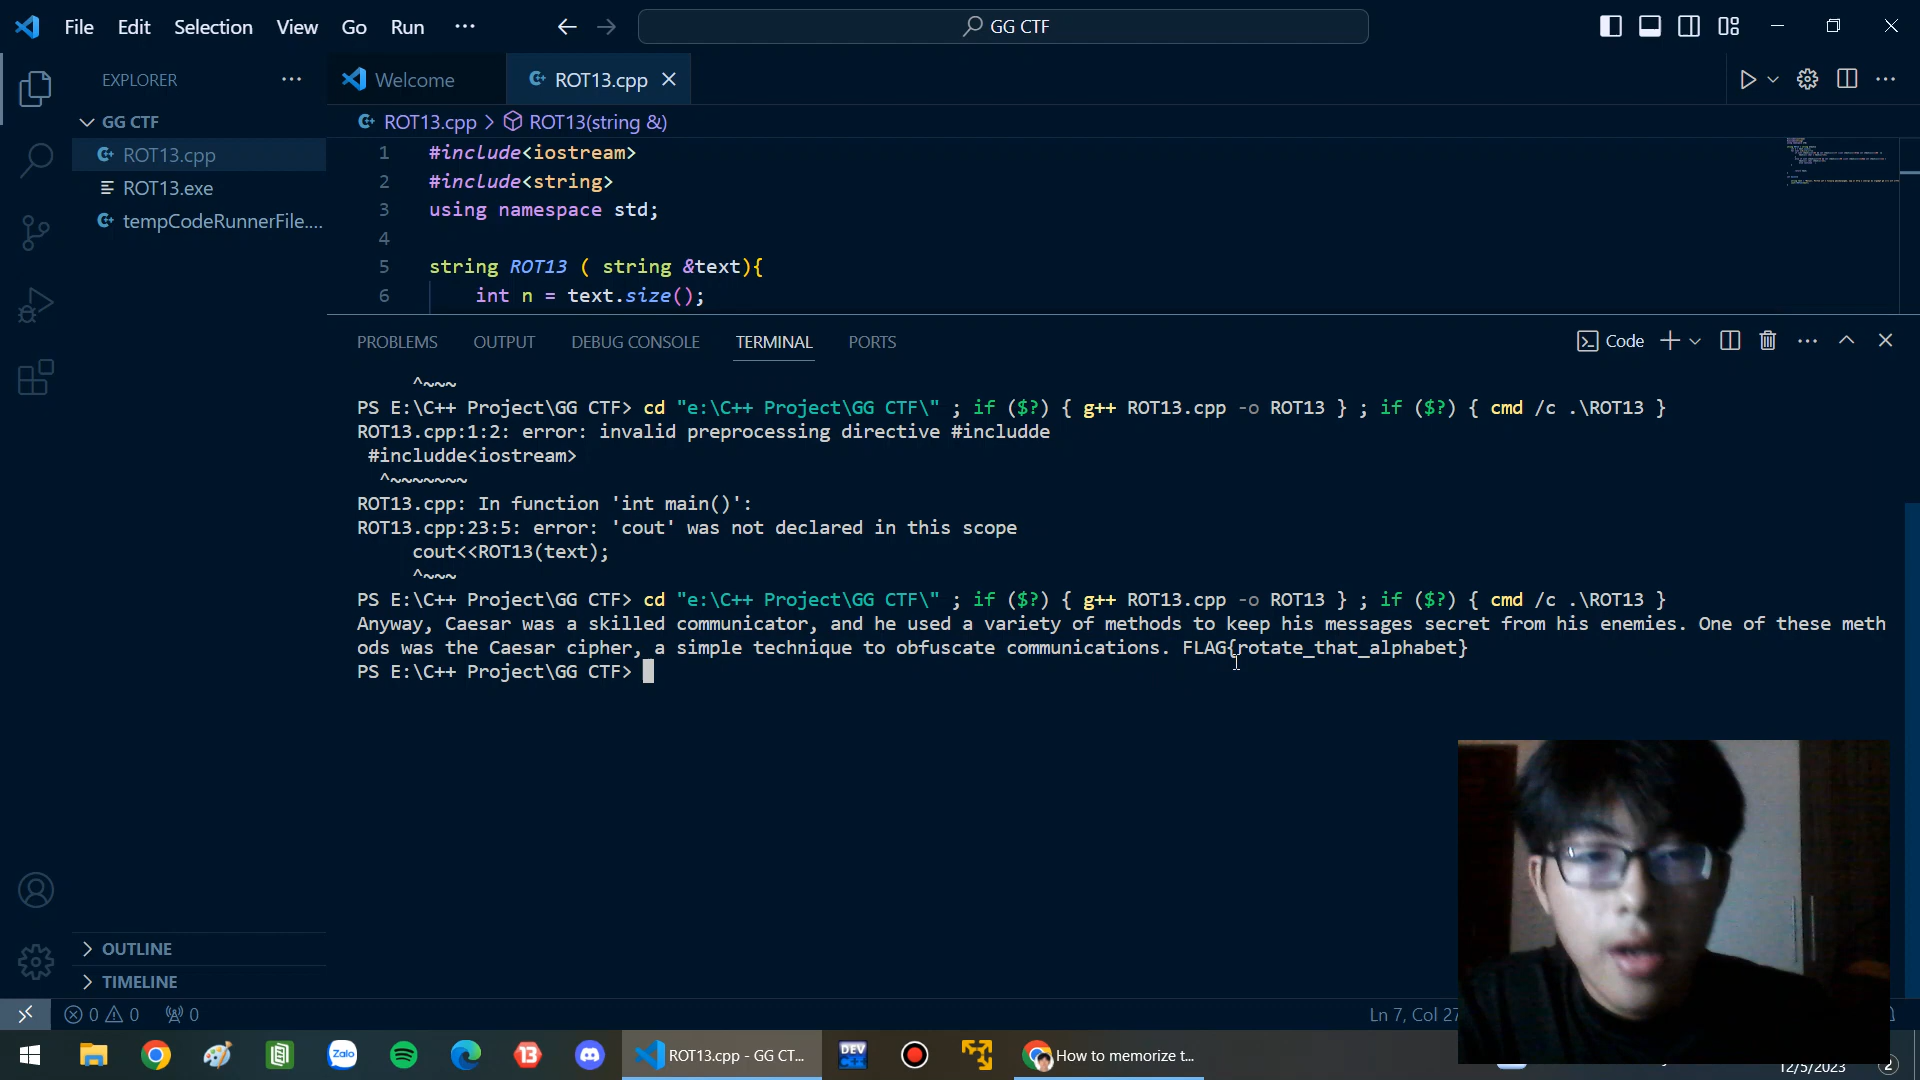 File Edit Selection View Go Run ···
GG CTF
EXPLORER ···
Welcome
ROT13.cpp
GG CTF
ROT13.cpp > ROT13(string &)
ROT13.cpp
ROT13.exe
tempCodeRunnerFile....
1 #include<iostream>
2 #include<string>
3 using namespace std;
4
5 string ROT13 ( string &text){
6 int n = text.size();
PROBLEMS OUTPUT DEBUG CONSOLE TERMINAL PORTS
Code
^~~~
PS E:\C++ Project\GG CTF> cd "e:\C++ Project\GG CTF\" ; if ($?) { g++ ROT13.cpp -o ROT13 } ; if ($?) { cmd /c .\ROT13 }
ROT13.cpp:1:2: error: invalid preprocessing directive #includde
#includde<iostream>
^~~~~~~~
ROT13.cpp: In function 'int main()':
ROT13.cpp:23:5: error: 'cout' was not declared in this scope
cout<<ROT13(text);
^~~~
PS E:\C++ Project\GG CTF> cd "e:\C++ Project\GG CTF\" ; if ($?) { g++ ROT13.cpp -o ROT13 } ; if ($?) { cmd /c .\ROT13 }
Anyway, Caesar was a skilled communicator, and he used a variety of methods to keep his messages secret from his enemies. One of these meth
ods was the Caesar cipher, a simple technique to obfuscate communications. FLAG{rotate_that_alphabet}
PS E:\C++ Project\GG CTF>
OUTLINE
TIMELINE
0 0 0
Ln 7, Col 27
Zalo
13
ROT13.cpp - GG CT...
DEV
How to memorize t...
12/5/2023
2